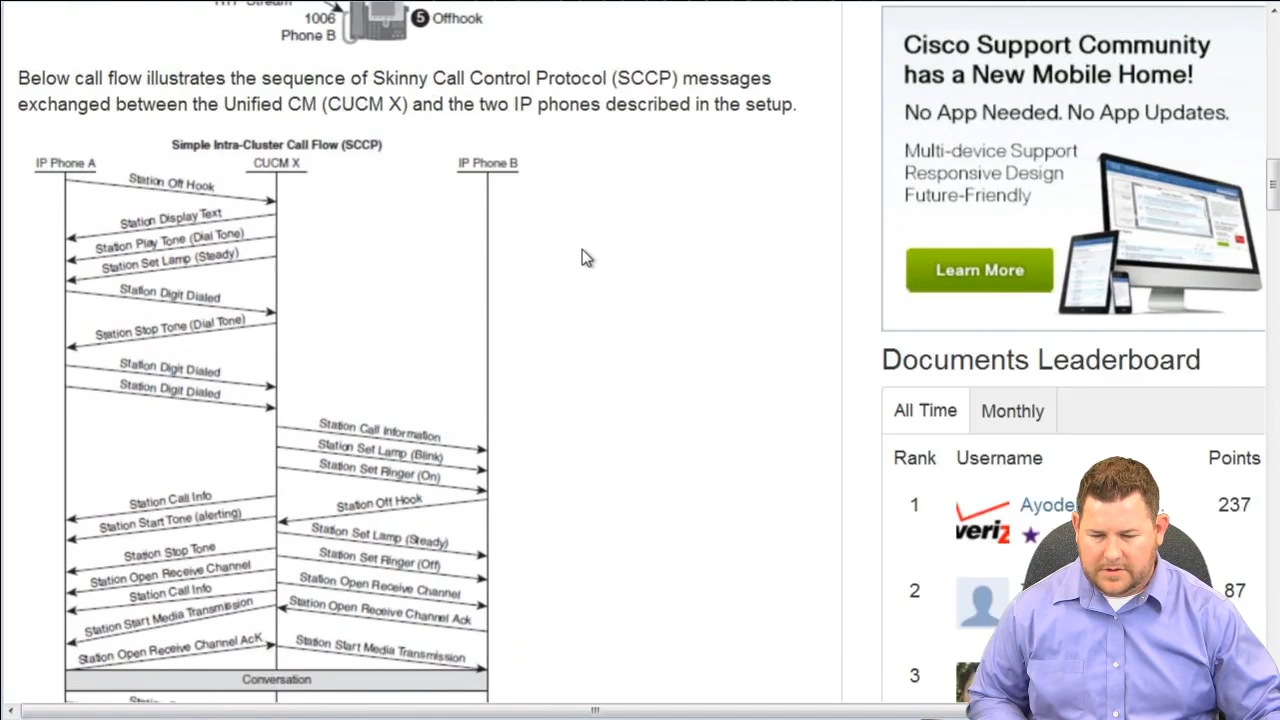 1006
Phone B
5 Offhook
Below call flow illustrates the sequence of Skinny Call Control Protocol (SCCP) messages
exchanged between the Unified CM (CUCM X) and the two IP phones described in the setup.
Simple Intra-Cluster Call Flow (SCCP)
IP Phone A
CUCM X
IP Phone B
Station Off Hook
Station Display Text
Station Play Tone (Dial Tone)
Station Set Lamp (Steady)
Station Digit Dialed
Station Stop Tone (Dial Tone)
Station Digit Dialed
Station Digit Dialed
Station Call Information
Station Set Lamp (Blink)
Station Set Ringer (On)
Station Off Hook
Station Call Info
Station Start Tone (alerting)
Station Set Lamp (Steady)
Station Stop Tone
Station Set Ringer (Off)
Station Open Receive Channel
Station Open Receive Channel
Station Call Info
Station Open Receive Channel Ack
Station Start Media Transmission
Station Open Receive Channel AcK
Station Start Media Transmission
Conversation
Cisco Support Community
has a New Mobile Home!
No App Needed. No App Updates.
Multi-device Support
Responsive Design
Future-Friendly
Learn More
Documents Leaderboard
All Time
Monthly
Rank
Username
Points
1
Ayode
237
veriz
2
87
3